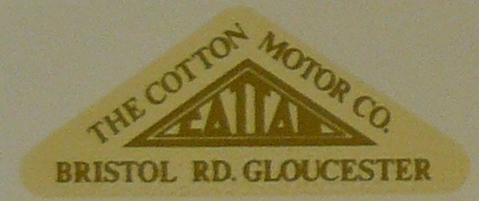 THE COTTON MOTOR CO.
COTTON
BRISTOL RD. GLOUCESTER